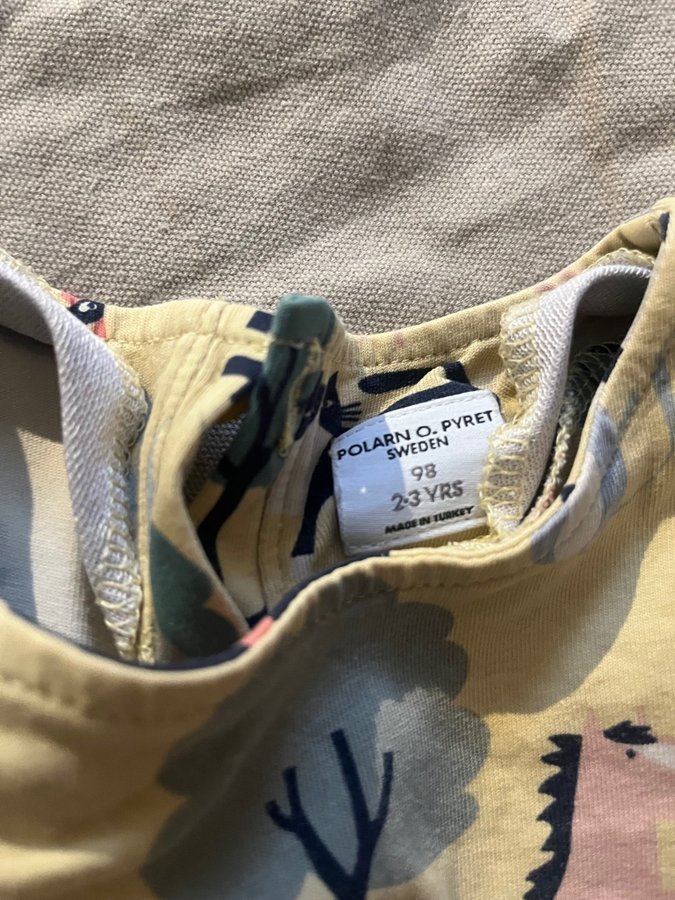 POLARN O. PYRET
SWEDEN
98
2-3 YRS
MADE IN TURKEY